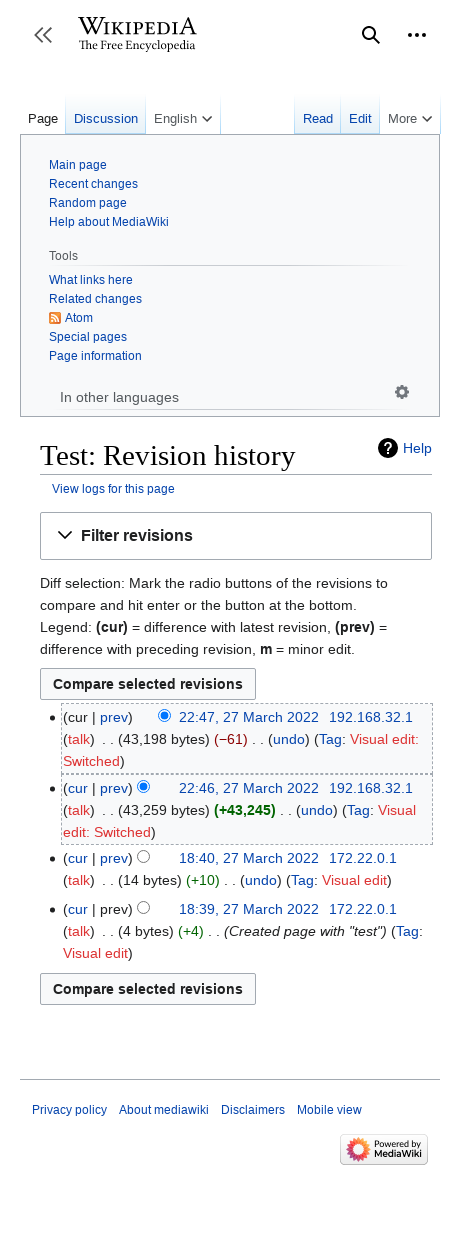 WIKIPEDIA
The Free Encyclopedia
Page Discussion English Read Edit More
Main page
Recent changes
Random page
Help about MediaWiki
Tools
What links here
Related changes
Atom
Special pages
Page information
In other languages
Test: Revision history
Help
View logs for this page
Filter revisions
Diff selection: Mark the radio buttons of the revisions to
compare and hit enter or the button at the bottom.
Legend: (cur) = difference with latest revision, (prev) =
difference with preceding revision, m = minor edit.
Compare selected revisions
(cur | prev) 22:47, 27 March 2022 192.168.32.1
(talk) . . (43,198 bytes) (−61) . . (undo) (Tag: Visual edit:
Switched)
(cur | prev) 22:46, 27 March 2022 192.168.32.1
(talk) . . (43,259 bytes) (+43,245) . . (undo) (Tag: Visual
edit: Switched)
(cur | prev) 18:40, 27 March 2022 172.22.0.1
(talk) . . (14 bytes) (+10) . . (undo) (Tag: Visual edit)
(cur | prev) 18:39, 27 March 2022 172.22.0.1
(talk) . . (4 bytes) (+4) . . (Created page with "test") (Tag:
Visual edit)
Compare selected revisions
Privacy policy About mediawiki Disclaimers Mobile view
Powered by
MediaWiki